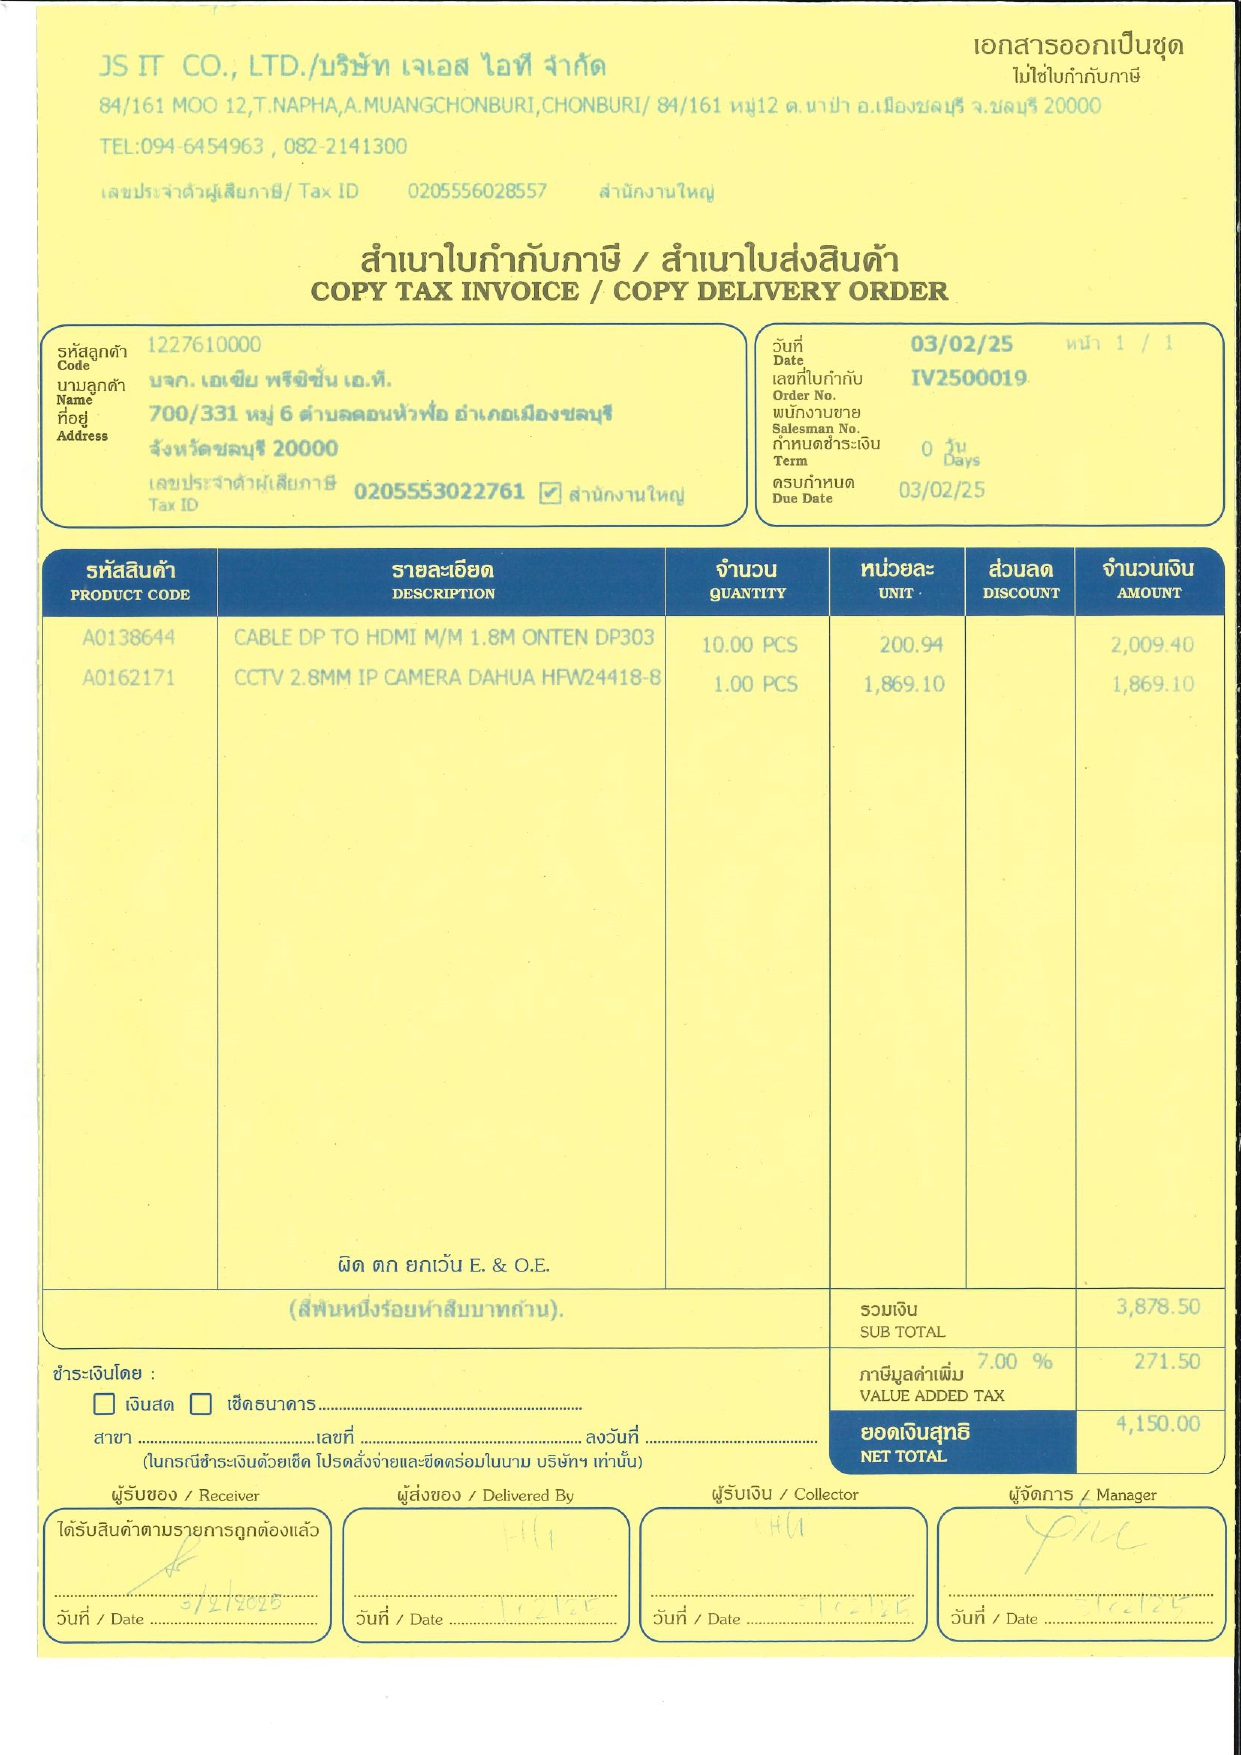 เอกสารออกเป็นชุด
ไม่ใช่ใบกำกับภาษี
JS IT CO., LTD./บริษัท เจเอส ไอที จำกัด
84/161 MOO 12,T.NAPHA,A.MUANGCHONBURI,CHONBURI/ 84/161 หมู่12 ต.นาป่า อ.เมืองชลบุรี จ.ชลบุรี 20000
TEL:094-6454963 , 082-2141300
เลขประจำตัวผู้เสียภาษี/ Tax ID 0205556028557 สำนักงานใหญ่
สำเนาใบกำกับภาษี / สำเนาใบส่งสินค้า
COPY TAX INVOICE / COPY DELIVERY ORDER
รหัสลูกค้า 1227610000
Code
นามลูกค้า บจก. เอเซีย พรีซิชั่น เอ.ที.
Name
ที่อยู่ 700/331 หมู่ 6 ตำบลดอนหัวฬ่อ อำเภอเมืองชลบุรี
Address
จังหวัดชลบุรี 20000
เลขประจำตัวผู้เสียภาษี 0205553022761 ✓ สำนักงานใหญ่
Tax ID
วันที่ 03/02/25 หน้า 1 / 1
Date
เลขที่ใบกำกับ IV2500019
Order No.
พนักงานขาย
Salesman No.
กำหนดชำระเงิน 0 วัน
Term Days
ครบกำหนด 03/02/25
Due Date
รหัสสินค้า รายละเอียด จำนวน หน่วยละ ส่วนลด จำนวนเงิน
PRODUCT CODE DESCRIPTION QUANTITY UNIT DISCOUNT AMOUNT
A0138644 CABLE DP TO HDMI M/M 1.8M ONTEN DP303 10.00 PCS 200.94 2,009.40
A0162171 CCTV 2.8MM IP CAMERA DAHUA HFW24418-8 1.00 PCS 1,869.10 1,869.10
ผิด ตก ยกเว้น E. & O.E.
(สี่พันหนึ่งร้อยห้าสิบบาทถ้วน).
รวมเงิน 3,878.50
SUB TOTAL
ภาษีมูลค่าเพิ่ม 7.00 % 271.50
VALUE ADDED TAX
ยอดเงินสุทธิ 4,150.00
NET TOTAL
ชำระเงินโดย :
เงินสด เช็คธนาคาร
สาขา เลขที่ ลงวันที่
(ในกรณีชำระเงินด้วยเช็ค โปรดสั่งจ่ายและขีดคร่อมในนาม บริษัทฯ เท่านั้น)
ผู้รับของ / Receiver ผู้ส่งของ / Delivered By ผู้รับเงิน / Collector ผู้จัดการ / Manager
ได้รับสินค้าตามรายการถูกต้องแล้ว
วันที่ / Date 3/2/2025 วันที่ / Date วันที่ / Date วันที่ / Date